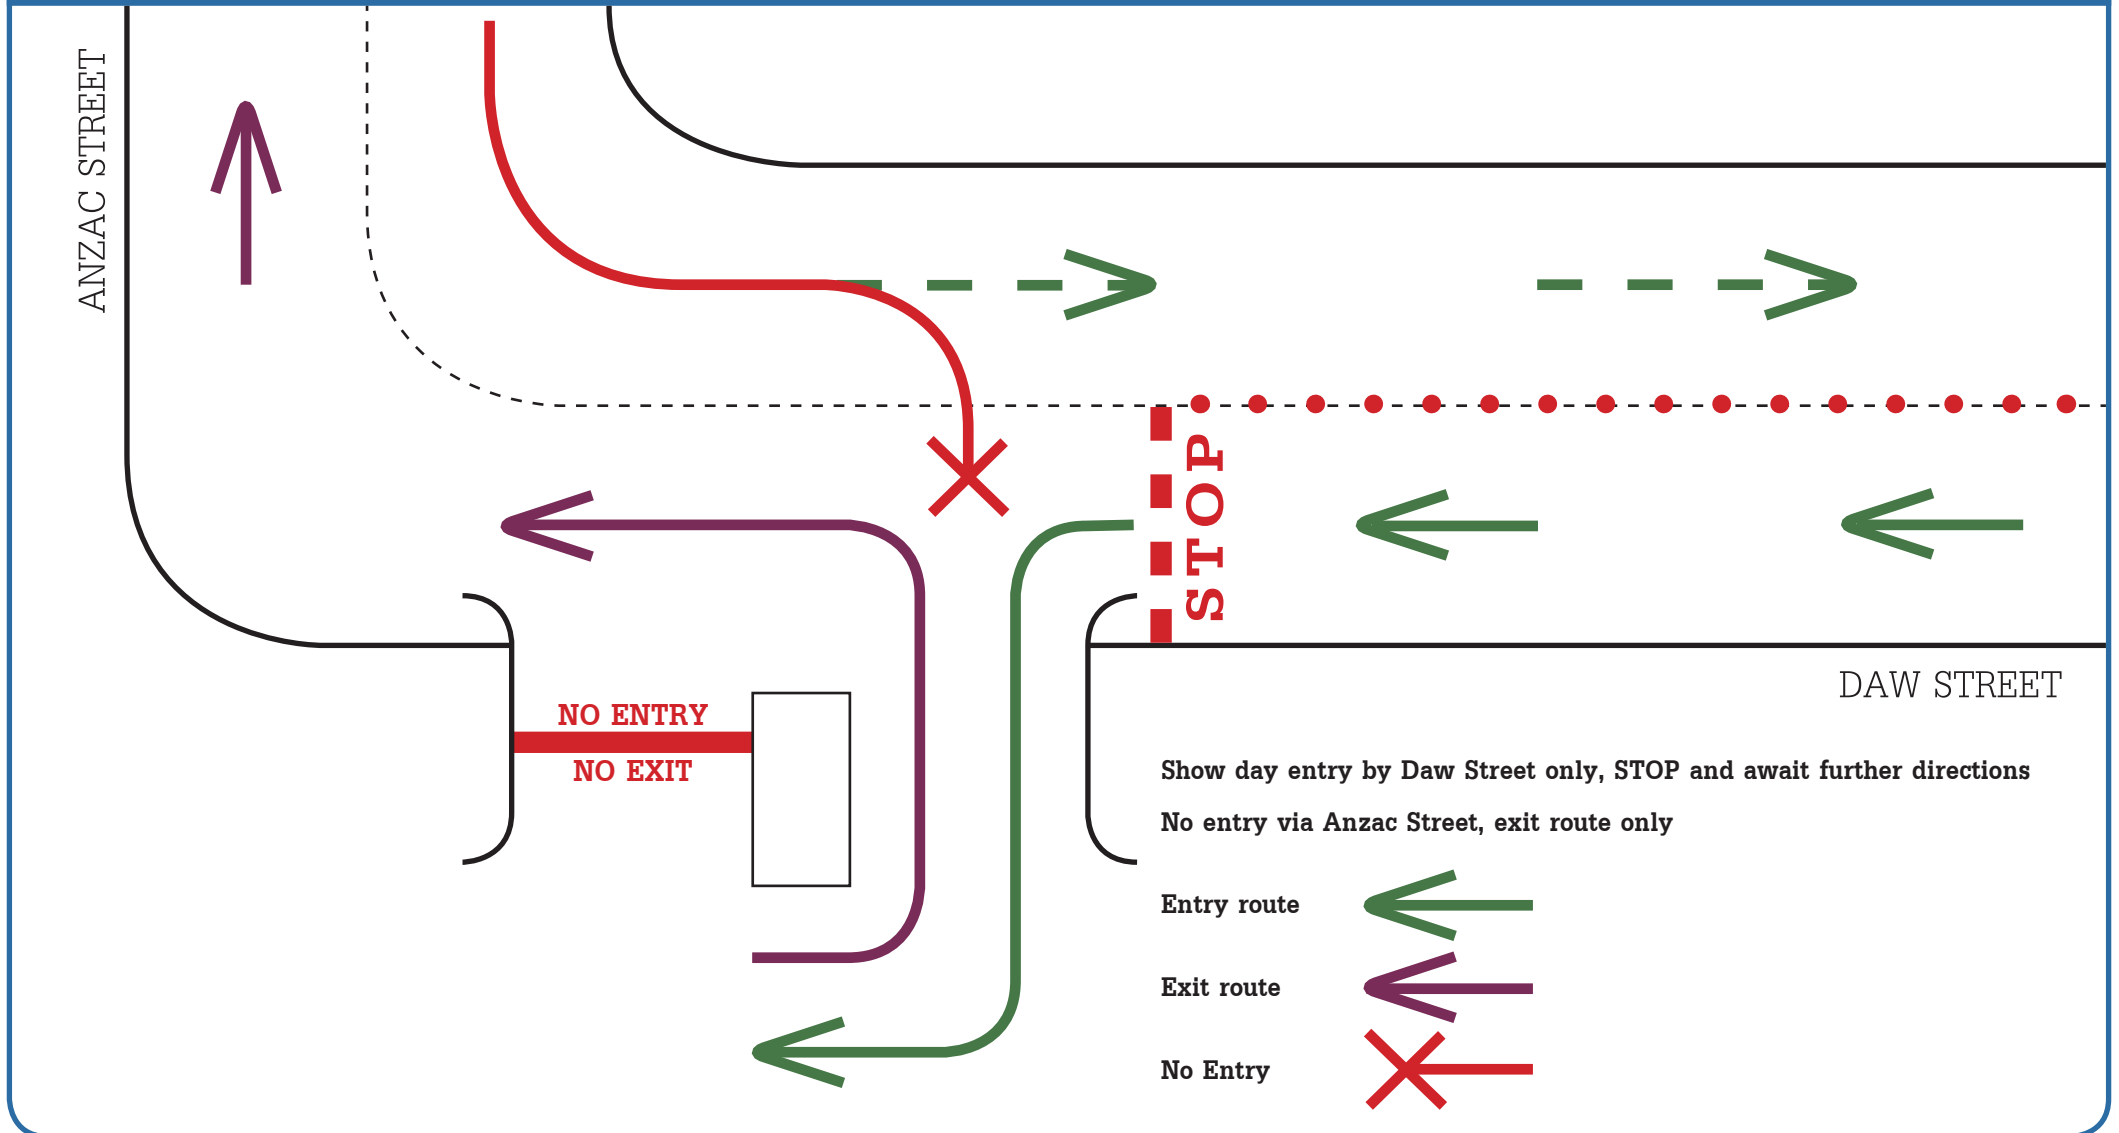 ANZAC STREET
STOP
DAW STREET
NO ENTRY
NO EXIT
Show day entry by Daw Street only, STOP and await further directions
No entry via Anzac Street, exit route only
Entry route
Exit route
No Entry